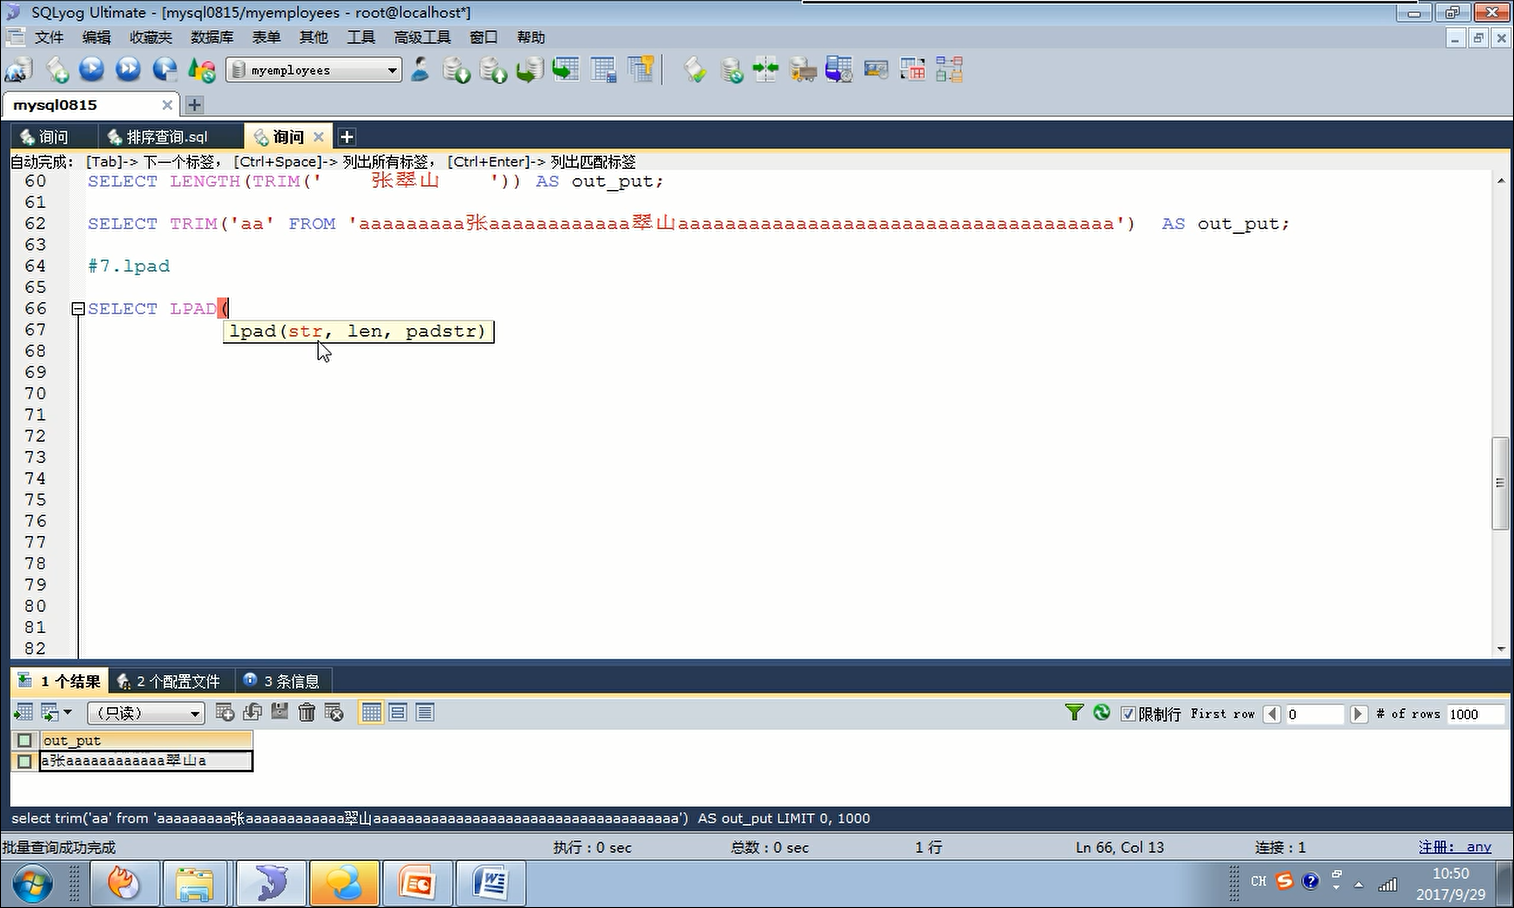 SQLyog Ultimate - [mysql0815/myemployees - root@localhost*]
文件 编辑 收藏夹 数据库 表单 其他 工具 高级工具 窗口 帮助
myemployees
mysql0815
询问 排序查询.sql 询问
自动完成: [Tab]-> 下一个标签, [Ctrl+Space]-> 列出所有标签, [Ctrl+Enter]-> 列出匹配标签
60 SELECT LENGTH(TRIM('    张翠山    ')) AS out_put;
61
62 SELECT TRIM('aa' FROM 'aaaaaaaaa张aaaaaaaaaaaa翠山aaaaaaaaaaaaaaaaaaaaaaaaaaaaaaaaaaaaa')  AS out_put;
63
64 #7.lpad
65
66 SELECT LPAD(
67 lpad(str, len, padstr)
68
69
70
71
72
73
74
75
76
77
78
79
80
81
82
1 个结果 2 个配置文件 3 条信息
(只读) 限制行 First row 0 # of rows 1000
out_put
a张aaaaaaaaaaaa翠山a
select trim('aa' from 'aaaaaaaaa张aaaaaaaaaaaa翠山aaaaaaaaaaaaaaaaaaaaaaaaaaaaaaaaaaaaa')  AS out_put LIMIT 0, 1000
批量查询成功完成 执行 : 0 sec 总数 : 0 sec 1 行 Ln 66, Col 13 连接 : 1 注册: any
CH 10:50
2017/9/29